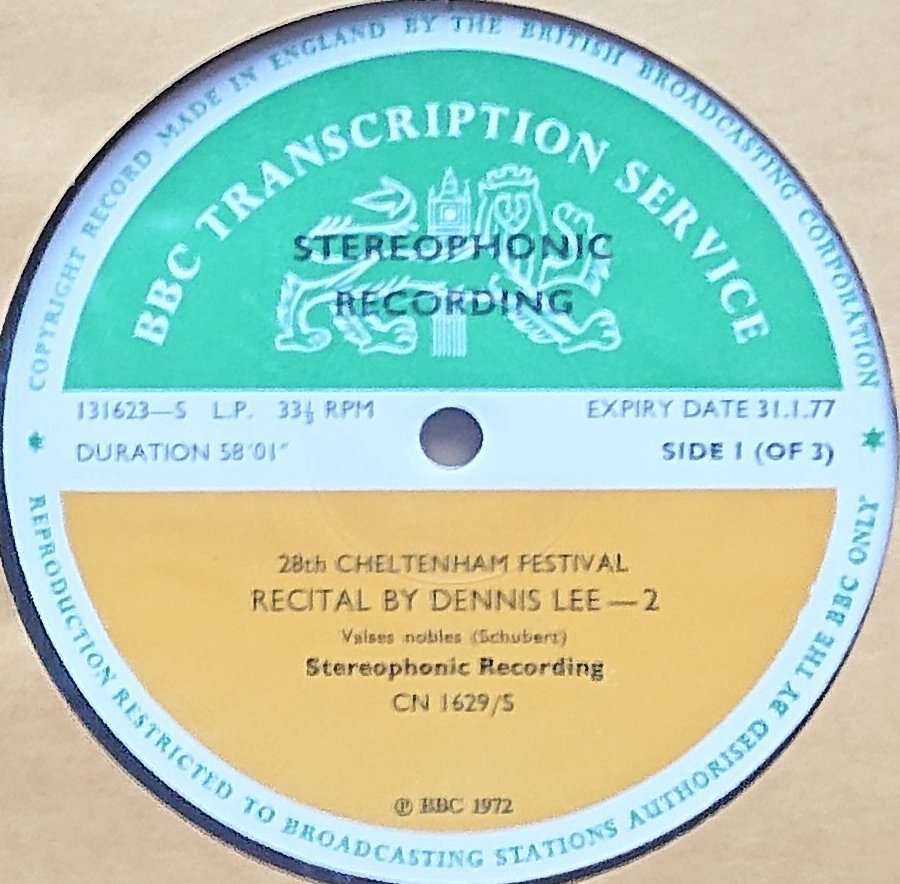 COPYRIGHT RECORD MADE IN ENGLAND BY THE BRITISH BROADCASTING CORPORATION
BBC TRANSCRIPTION SERVICE
STEREOPHONIC
RECORDING
131623—S L.P. 33⅓ RPM EXPIRY DATE 31.1.77
DURATION 58'01" SIDE 1 (OF 3)
28th CHELTENHAM FESTIVAL
RECITAL BY DENNIS LEE—2
Valses nobles (Schubert)
Stereophonic Recording
CN 1629/S
℗ BBC 1972
REPRODUCTION RESTRICTED TO BROADCASTING STATIONS AUTHORISED BY THE BBC ONLY